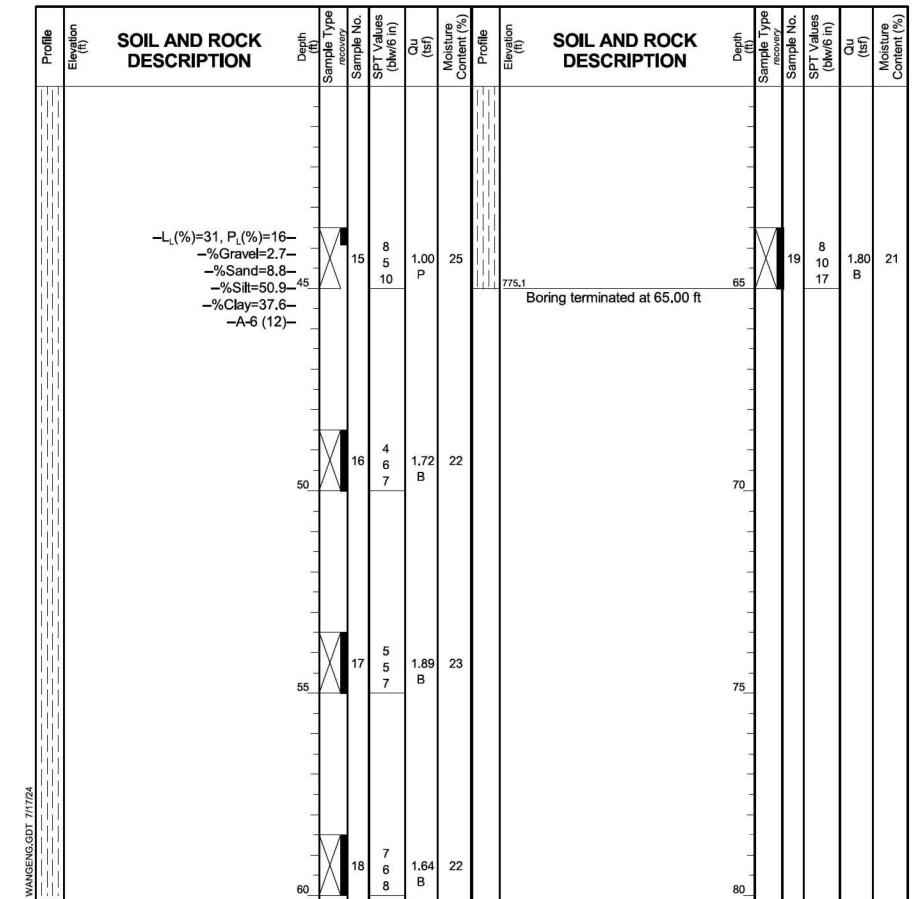 Profile
Elevation
(ft)
SOIL AND ROCK
DESCRIPTION
Depth
(ft)
Sample Type
recovery
Sample No.
SPT Values
(blw/6 in)
Qu
(tsf)
Moisture
Content (%)
Profile
Elevation
(ft)
SOIL AND ROCK
DESCRIPTION
Depth
(ft)
Sample Type
recovery
Sample No.
SPT Values
(blw/6 in)
Qu
(tsf)
Moisture
Content (%)
--L_L(%)=31, P_L(%)=16--
--%Gravel=2.7--
--%Sand=8.8--
--%Silt=50.9--
--%Clay=37.6--
--A-6 (12)--
45
15
8
5
10
1.00
P
25
50
16
4
6
7
1.72
B
22
55
17
5
5
7
1.89
B
23
60
18
7
6
8
1.64
B
22
775.1
Boring terminated at 65.00 ft
65
19
8
10
17
1.80
B
21
70
75
80
WANGENG.GDT 7/17/24